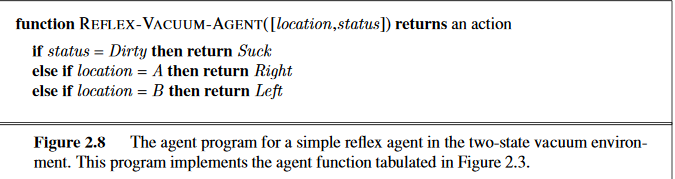 function REFLEX-VACUUM-AGENT([location,status]) returns an action
if status = Dirty then return Suck
else if location = A then return Right
else if location = B then return Left
Figure 2.8 The agent program for a simple reflex agent in the two-state vacuum environ-
ment. This program implements the agent function tabulated in Figure 2.3.